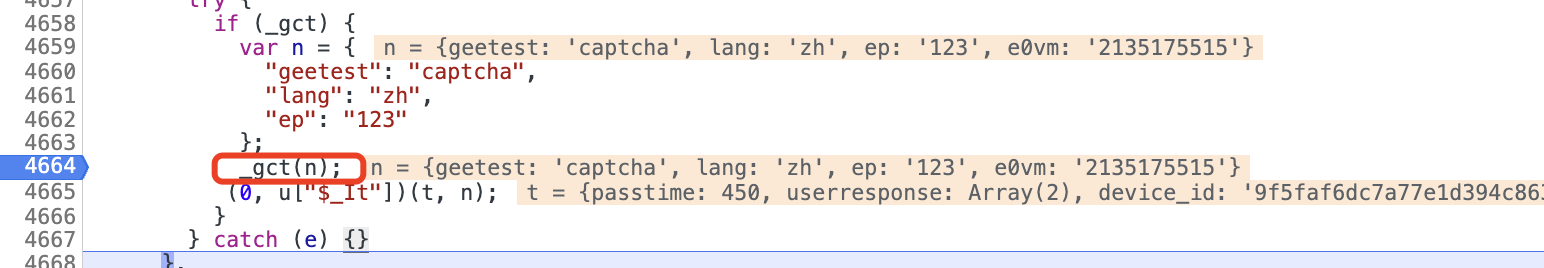 4657 try {
4658 if (_gct) {
4659 var n = { n = {geetest: 'captcha', lang: 'zh', ep: '123', e0vm: '2135175515'}
4660 "geetest": "captcha",
4661 "lang": "zh",
4662 "ep": "123"
4663 };
4664 _gct(n); n = {geetest: 'captcha', lang: 'zh', ep: '123', e0vm: '2135175515'}
4665 (0, u["$_It"])(t, n); t = {passtime: 450, userresponse: Array(2), device_id: '9f5faf6dc7a77e1d394c863
4666 }
4667 } catch (e) {}
4668 },